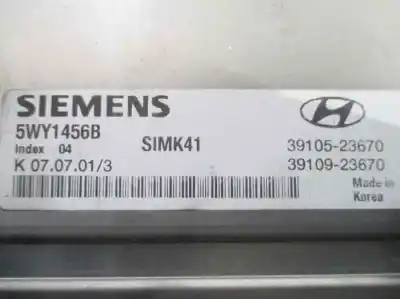 SIEMENS
5WY1456B
Index 04 SIMK41 39105-23670
K 07.07.01/3 39109-23670
Made in
Korea